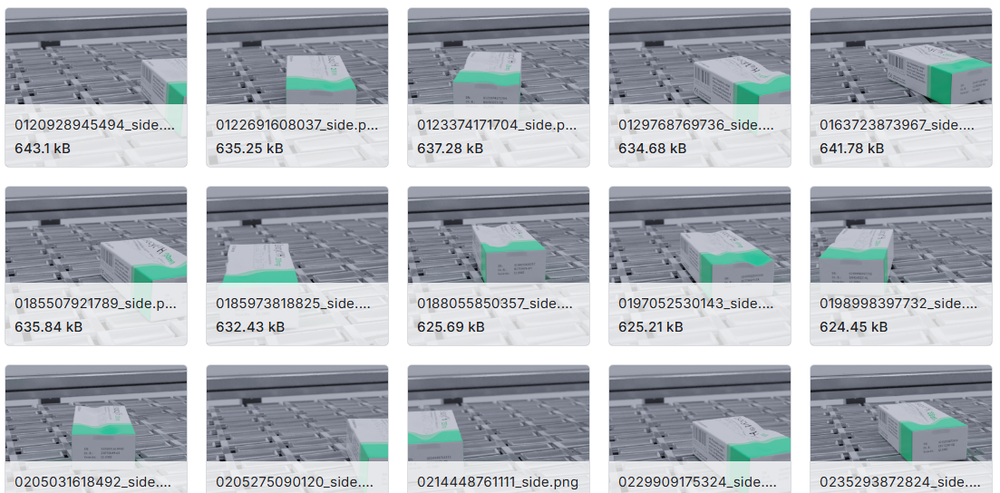 0120928945494_side....
643.1 kB
0122691608037_side.p...
635.25 kB
0123374171704_side.p...
637.28 kB
0129768769736_side....
634.68 kB
0163723873967_side....
641.78 kB
0185507921789_side.p...
635.84 kB
0185973818825_side....
632.43 kB
0188055850357_side....
625.69 kB
0197052530143_side....
625.21 kB
0198998397732_side....
624.45 kB
0205031618492_side....
0205275090120_side....
0214448761111_side.png
0229909175324_side....
0235293872824_side....